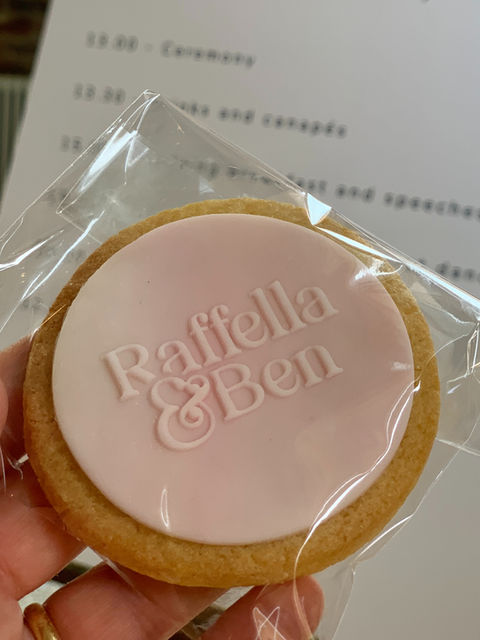 13.00 - Ceremony
13.30 and canapés
and speeches
Raffella
& Ben